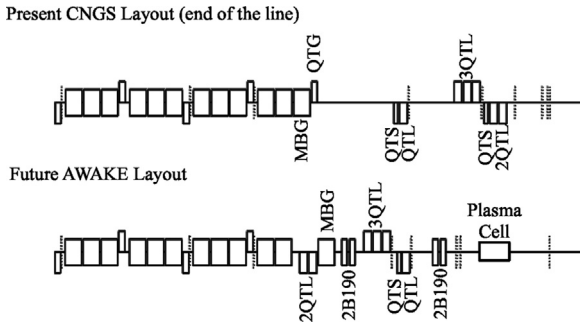 Present CNGS Layout (end of the line)
QTG
3QTL
MBG
QTS
QTL
QTS
2QTL
Future AWAKE Layout
MBG
3QTL
Plasma
Cell
2QTL
2B190
QTS
QTL
2B190